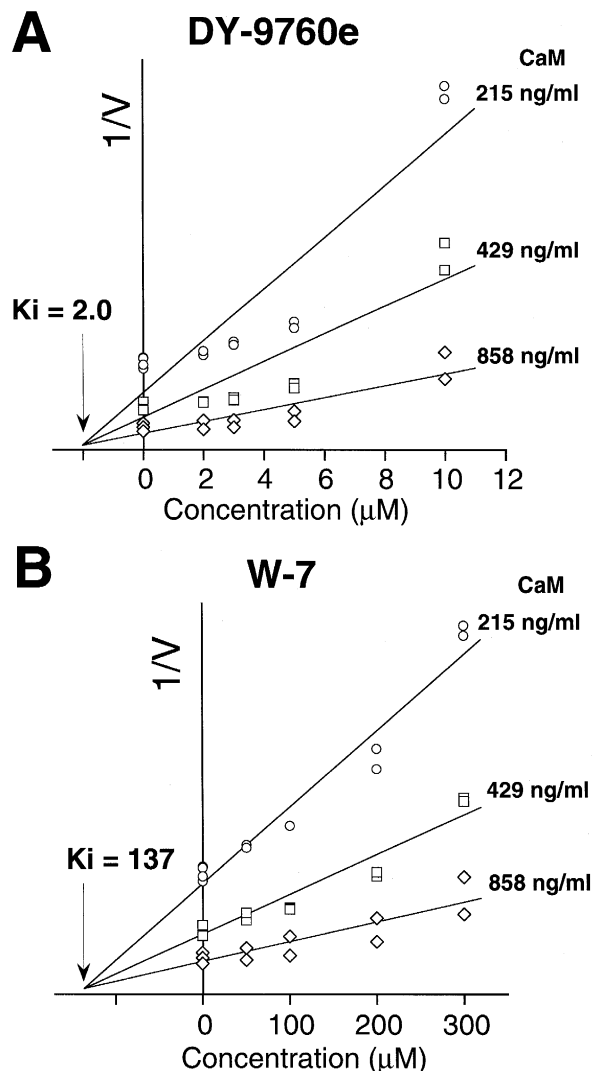 A
DY-9760e
CaM
215 ng/ml
1/V
429 ng/ml
Ki = 2.0
858 ng/ml
0 2 4 6 8 10 12
Concentration (μM)
B
W-7
CaM
215 ng/ml
1/V
429 ng/ml
Ki = 137
858 ng/ml
0 100 200 300
Concentration (μM)